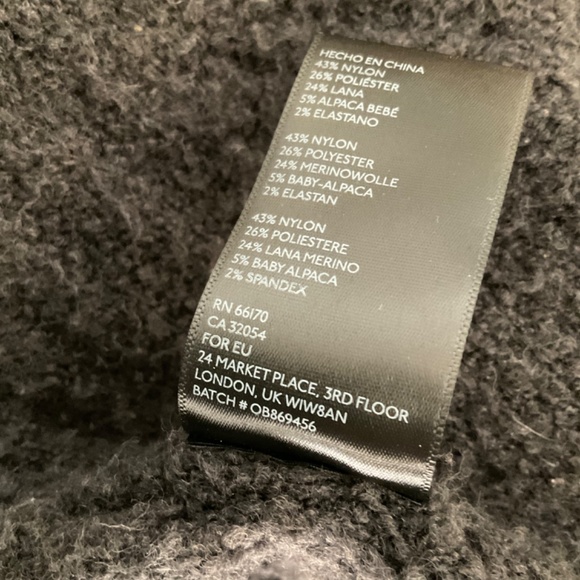 HECHO EN CHINA
43% NYLON
26% POLIÉSTER
24% LANA
5% ALPACA BEBÉ
2% ELASTANO
43% NYLON
26% POLYESTER
24% MERINOWOLLE
5% BABY-ALPACA
2% ELASTAN
43% NYLON
26% POLIESTERE
24% LANA MERINO
5% BABY ALPACA
2% SPANDEX
RN 66170
CA 32054
FOR EU
24 MARKET PLACE, 3RD FLOOR
LONDON, UK W1W8AN
BATCH # OB869456